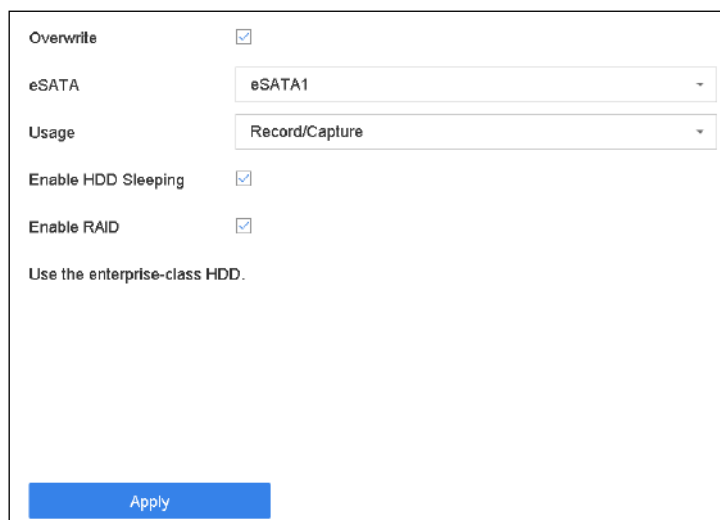 Overwrite
eSATA eSATA1
Usage Record/Capture
Enable HDD Sleeping
Enable RAID
Use the enterprise-class HDD.
Apply